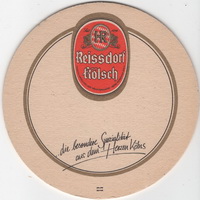 Reissdorf
Kölsch
...die besondere Spezialität
aus dem Herzen Kölns